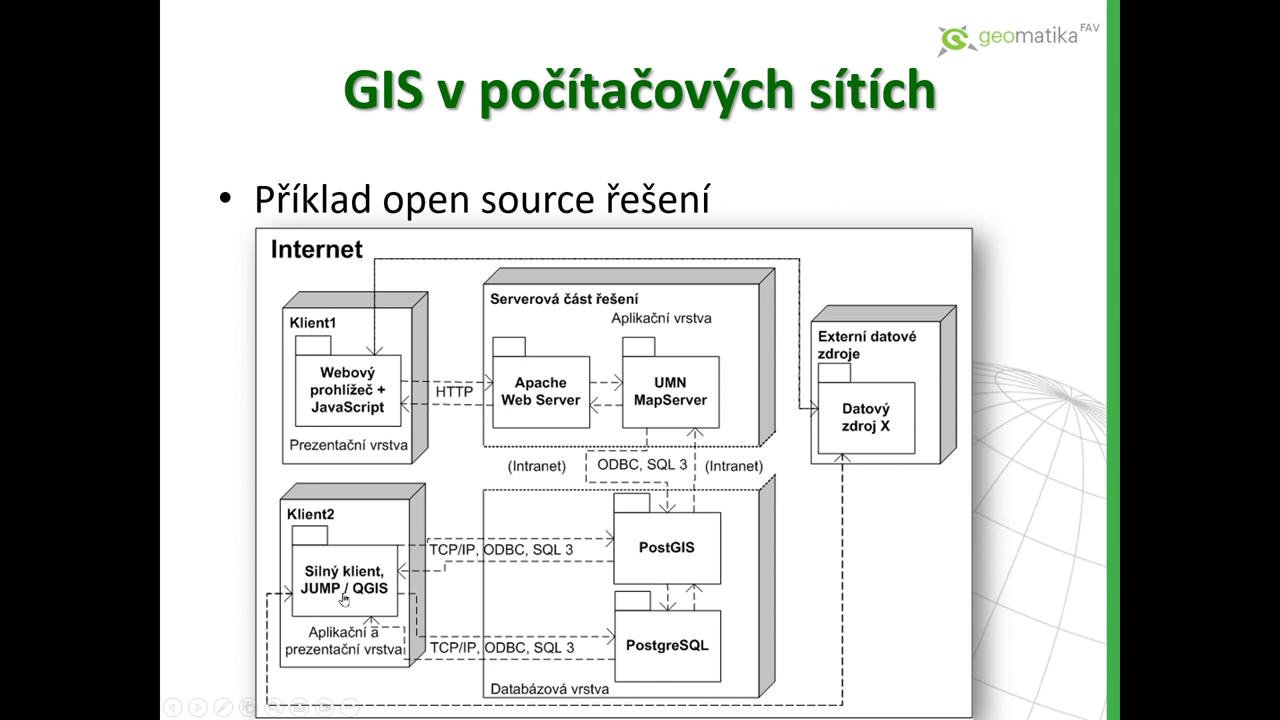 geomatika FAV
GIS v počítačových sítích
• Příklad open source řešení
Internet
Klient1
Webový
prohlížeč +
JavaScript
Prezentační vrstva
HTTP
Serverová část řešení
Aplikační vrstva
Apache
Web Server
UMN
MapServer
Externí datové
zdroje
Datový
zdroj X
(Intranet)
ODBC, SQL 3
(Intranet)
Klient2
Silný klient,
JUMP / QGIS
Aplikační a
prezentační vrstva
TCP/IP, ODBC, SQL 3
PostGIS
TCP/IP, ODBC, SQL 3
PostgreSQL
Databázová vrstva